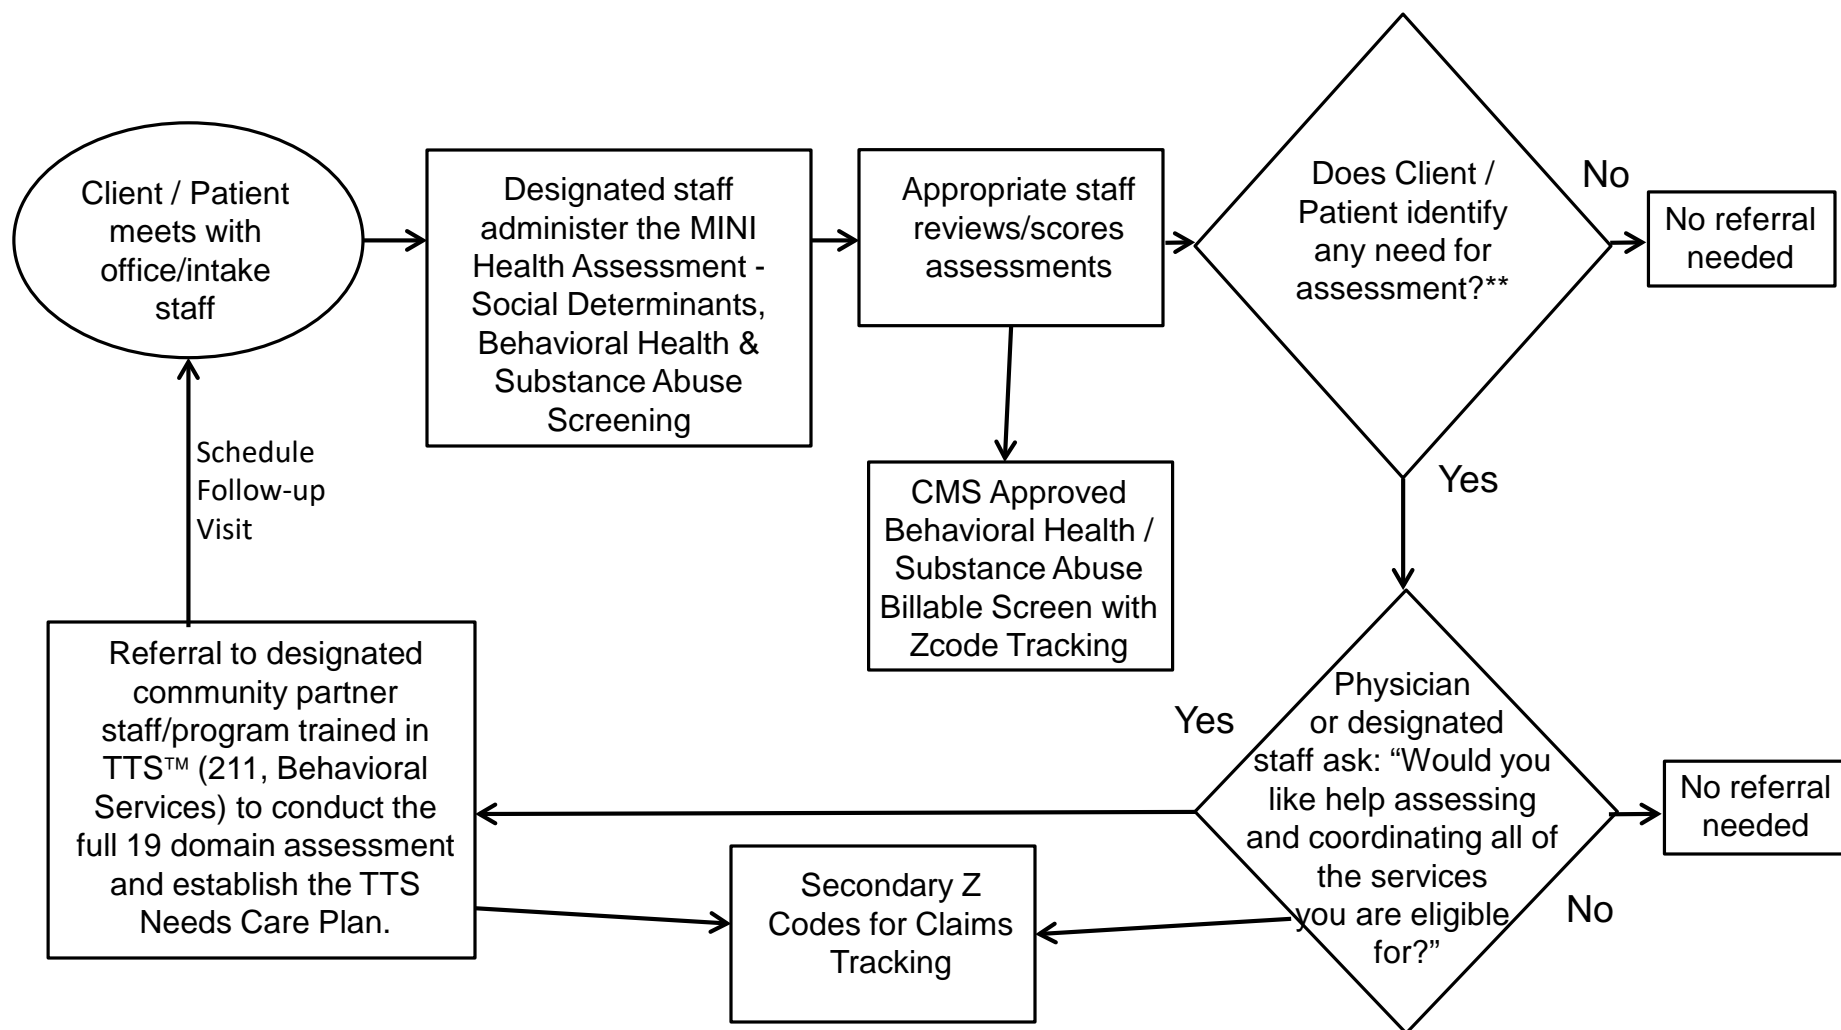 Client / Patient
meets with
office/intake
staff
Designated staff
administer the MINI
Health Assessment -
Social Determinants,
Behavioral Health &
Substance Abuse
Screening
Appropriate staff
reviews/scores
assessments
Does Client /
Patient identify
any need for
assessment?**
No
No referral
needed
Yes
CMS Approved
Behavioral Health /
Substance Abuse
Billable Screen with
Zcode Tracking
Physician
or designated
staff ask: “Would you
like help assessing
and coordinating all of
the services
you are eligible
for?”
No
No referral
needed
Yes
Referral to designated
community partner
staff/program trained in
TTS™ (211, Behavioral
Services) to conduct the
full 19 domain assessment
and establish the TTS
Needs Care Plan.
Secondary Z
Codes for Claims
Tracking
Schedule
Follow-up
Visit